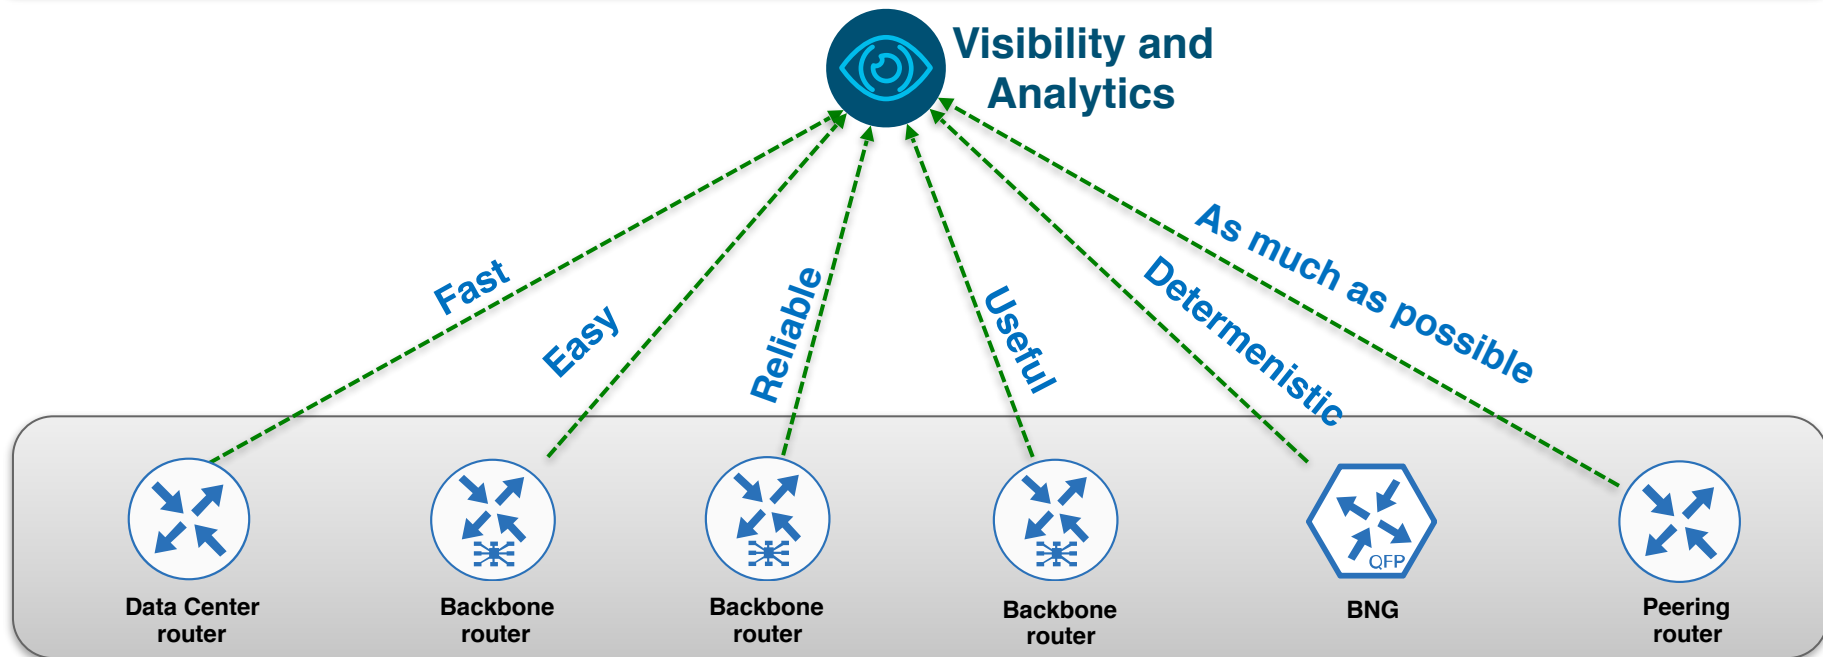 Visibility and
Analytics
Fast
Easy
Reliable
Useful
Determenistic
As much as possible
QFP
Data Center
router
Backbone
router
Backbone
router
Backbone
router
BNG
Peering
router